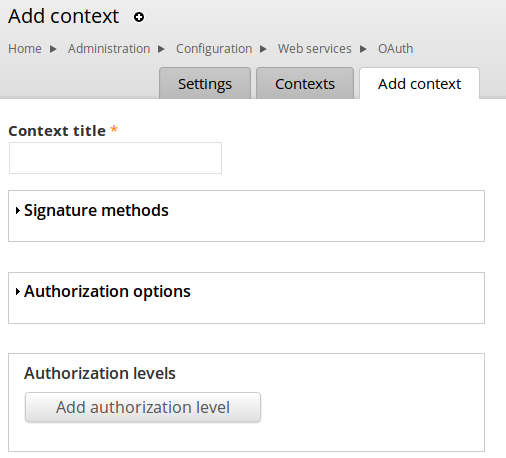 Add context
Home Administration Configuration Web services OAuth
Settings Contexts Add context
Context title *
Signature methods
Authorization options
Authorization levels
Add authorization level